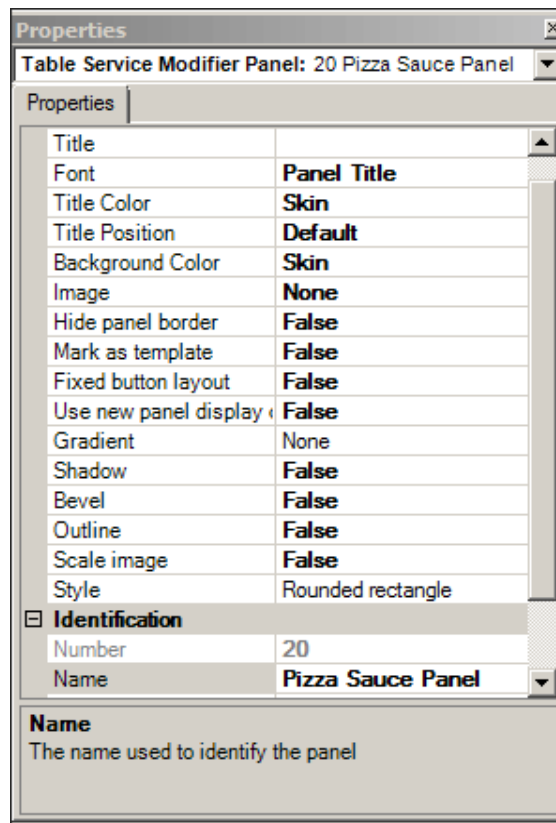 Properties
Table Service Modifier Panel: 20 Pizza Sauce Panel
Properties
Title
Font Panel Title
Title Color Skin
Title Position Default
Background Color Skin
Image None
Hide panel border False
Mark as template False
Fixed button layout False
Use new panel display False
Gradient None
Shadow False
Bevel False
Outline False
Scale image False
Style Rounded rectangle
Identification
Number 20
Name Pizza Sauce Panel
Name
The name used to identify the panel